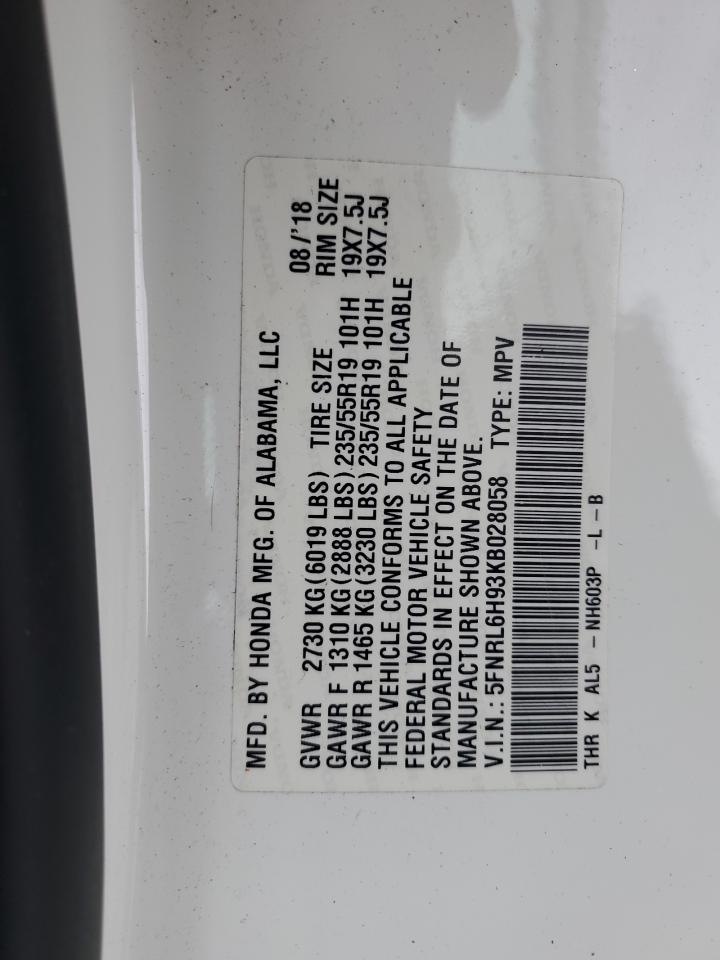 MFD. BY HONDA MFG. OF ALABAMA, LLC 08/'18
GVWR 2730 KG(6019 LBS) TIRE SIZE RIM SIZE
GAWR F 1310 KG(2888 LBS) 235/55R19 101H 19X7.5J
GAWR R 1465 KG(3230 LBS) 235/55R19 101H 19X7.5J
THIS VEHICLE CONFORMS TO ALL APPLICABLE
FEDERAL MOTOR VEHICLE SAFETY
STANDARDS IN EFFECT ON THE DATE OF
MANUFACTURE SHOWN ABOVE.
V.I.N.: 5FNRL6H93KB028058 TYPE: MPV
THR K AL5 - NH603P - L - B